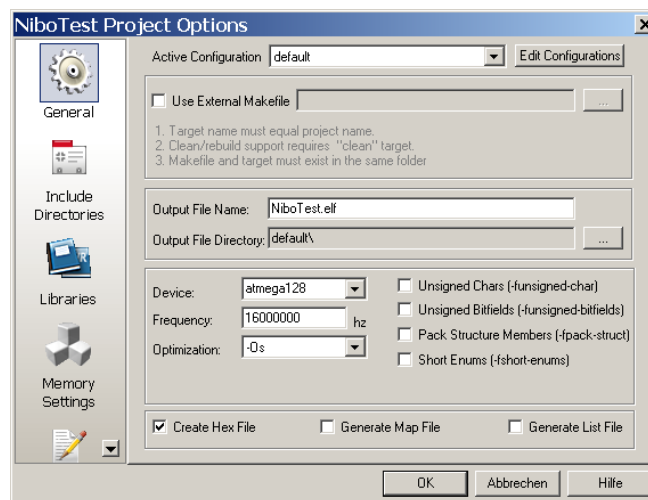 NiboTest Project Options
General
Include
Directories
Libraries
Memory
Settings
Active Configuration default Edit Configurations
Use External Makefile ...
1. Target name must equal project name.
2. Clean/rebuild support requires "clean" target.
3. Makefile and target must exist in the same folder
Output File Name: NiboTest.elf
Output File Directory: default\ ...
Device: atmega128
Frequency: 16000000 hz
Optimization: -Os
Unsigned Chars (-funsigned-char)
Unsigned Bitfields (-funsigned-bitfields)
Pack Structure Members (-fpack-struct)
Short Enums (-fshort-enums)
Create Hex File Generate Map File Generate List File
OK Abbrechen Hilfe